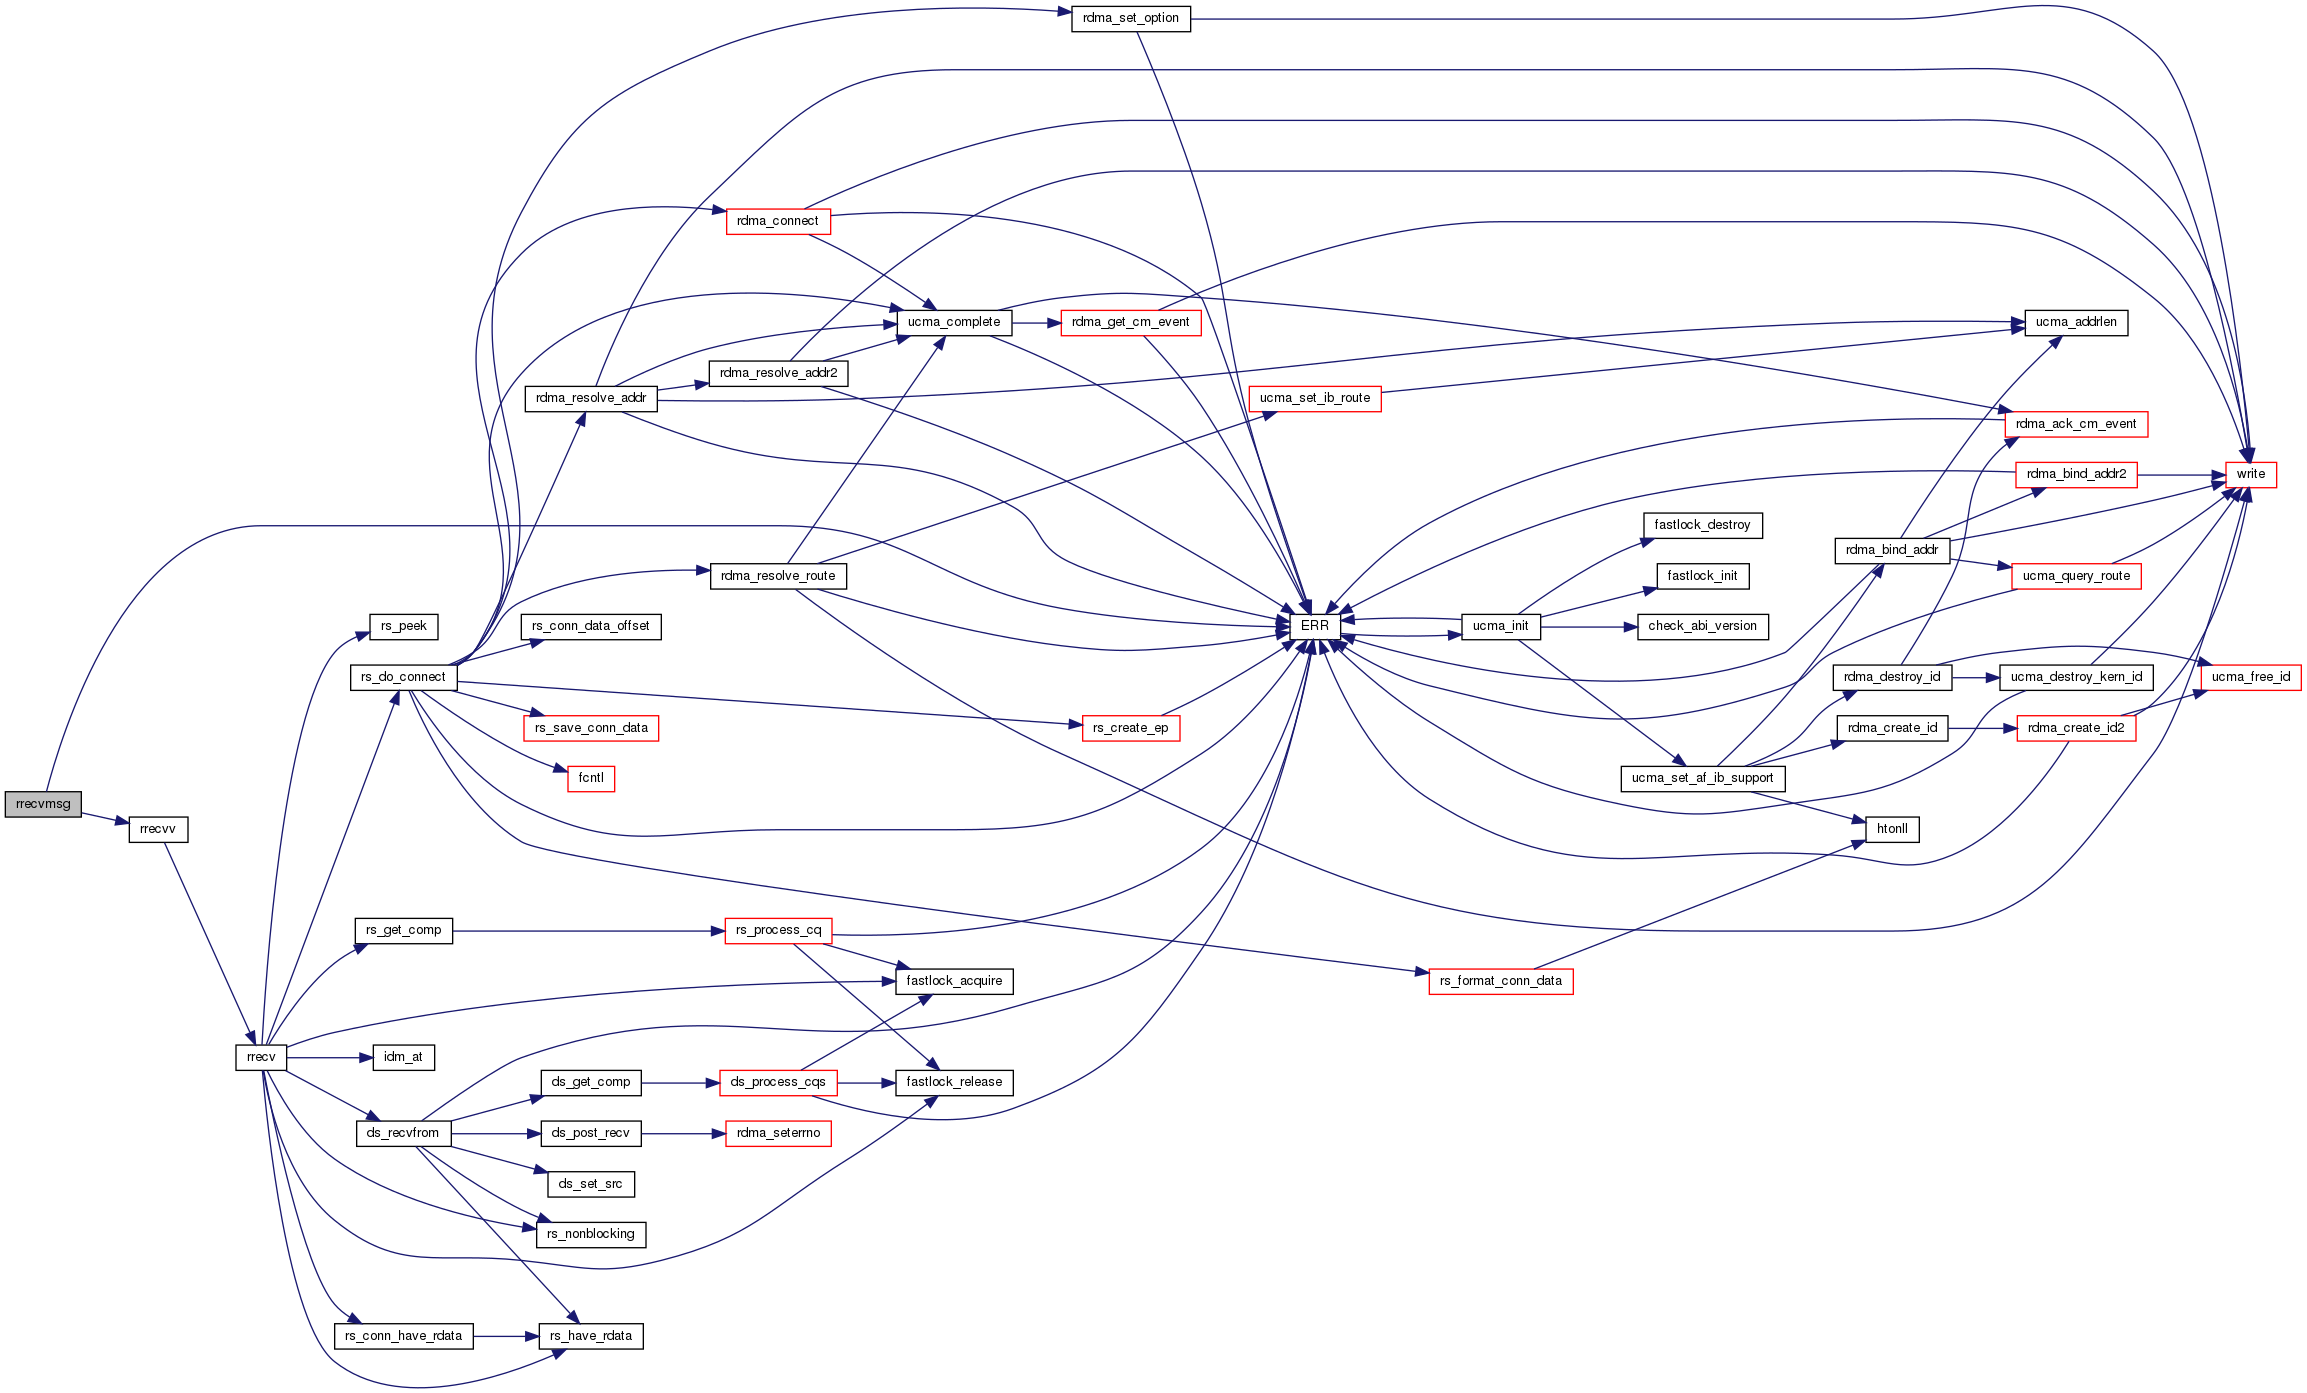 rdma_set_option
rdma_connect
ucma_complete
rdma_get_cm_event
ucma_addrlen
rdma_resolve_addr2
rdma_resolve_addr
ucma_set_ib_route
rdma_ack_cm_event
write
rdma_bind_addr2
fastlock_destroy
rdma_bind_addr
rdma_resolve_route
fastlock_init
ucma_query_route
rs_peek
rs_conn_data_offset
ERR
ucma_init
check_abi_version
rs_do_connect
rdma_destroy_id
ucma_destroy_kern_id
ucma_free_id
rs_save_conn_data
rs_create_ep
rdma_create_id
rdma_create_id2
fcntl
ucma_set_af_ib_support
rrecvmsg
rrecvv
htonll
rs_get_comp
rs_process_cq
fastlock_acquire
rs_format_conn_data
rrecv
idm_at
ds_get_comp
ds_process_cqs
fastlock_release
ds_recvfrom
ds_post_recv
rdma_seterrno
ds_set_src
rs_nonblocking
rs_conn_have_rdata
rs_have_rdata